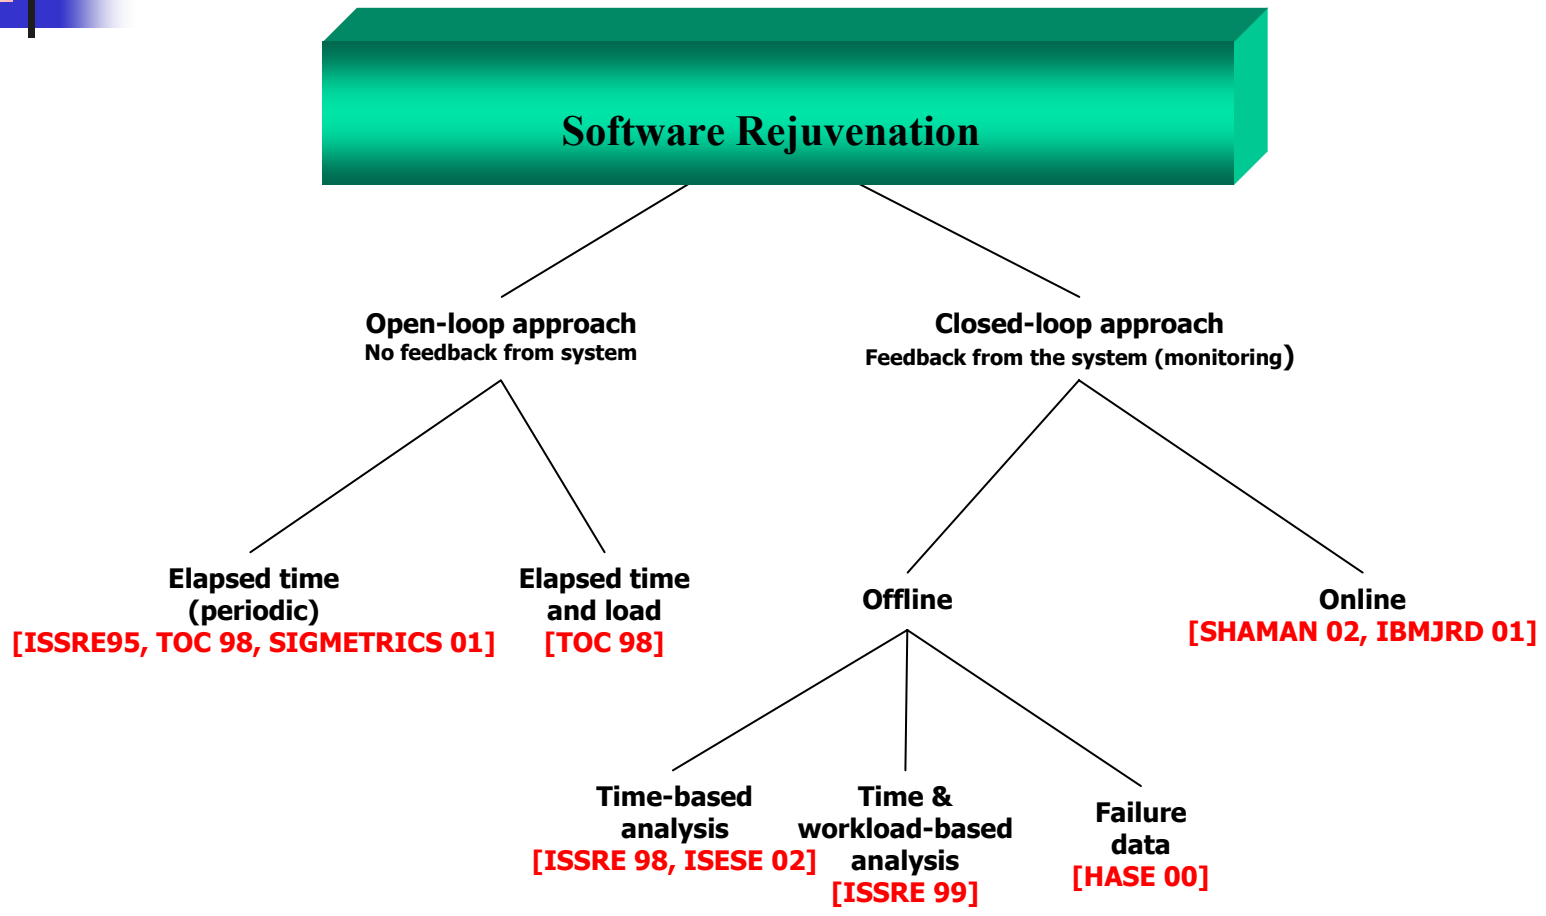 Software Rejuvenation
Open-loop approach
No feedback from system
Closed-loop approach
Feedback from the system (monitoring)
Elapsed time
(periodic)
[ISSRE95, TOC 98, SIGMETRICS 01]
Elapsed time
and load
[TOC 98]
Offline
Online
[SHAMAN 02, IBMJRD 01]
Time-based
analysis
[ISSRE 98, ISESE 02]
Time &
workload-based
analysis
[ISSRE 99]
Failure
data
[HASE 00]